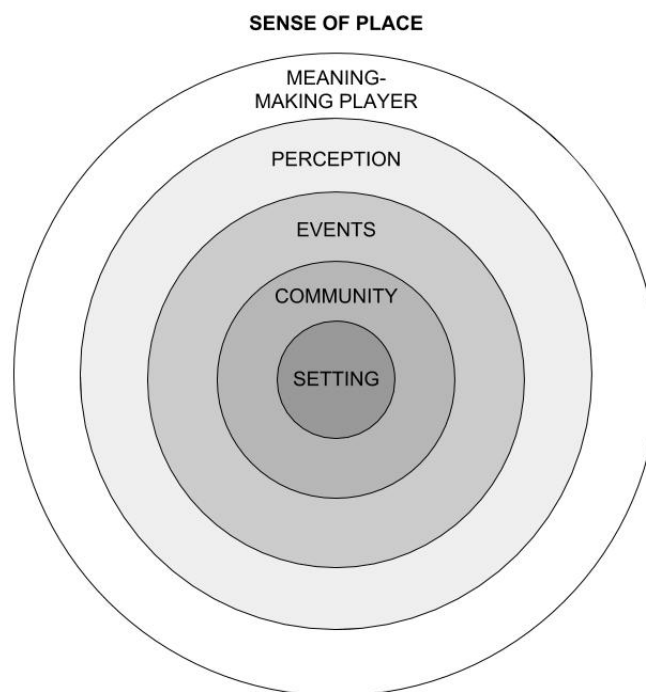 SENSE OF PLACE
MEANING-
MAKING PLAYER
PERCEPTION
EVENTS
COMMUNITY
SETTING